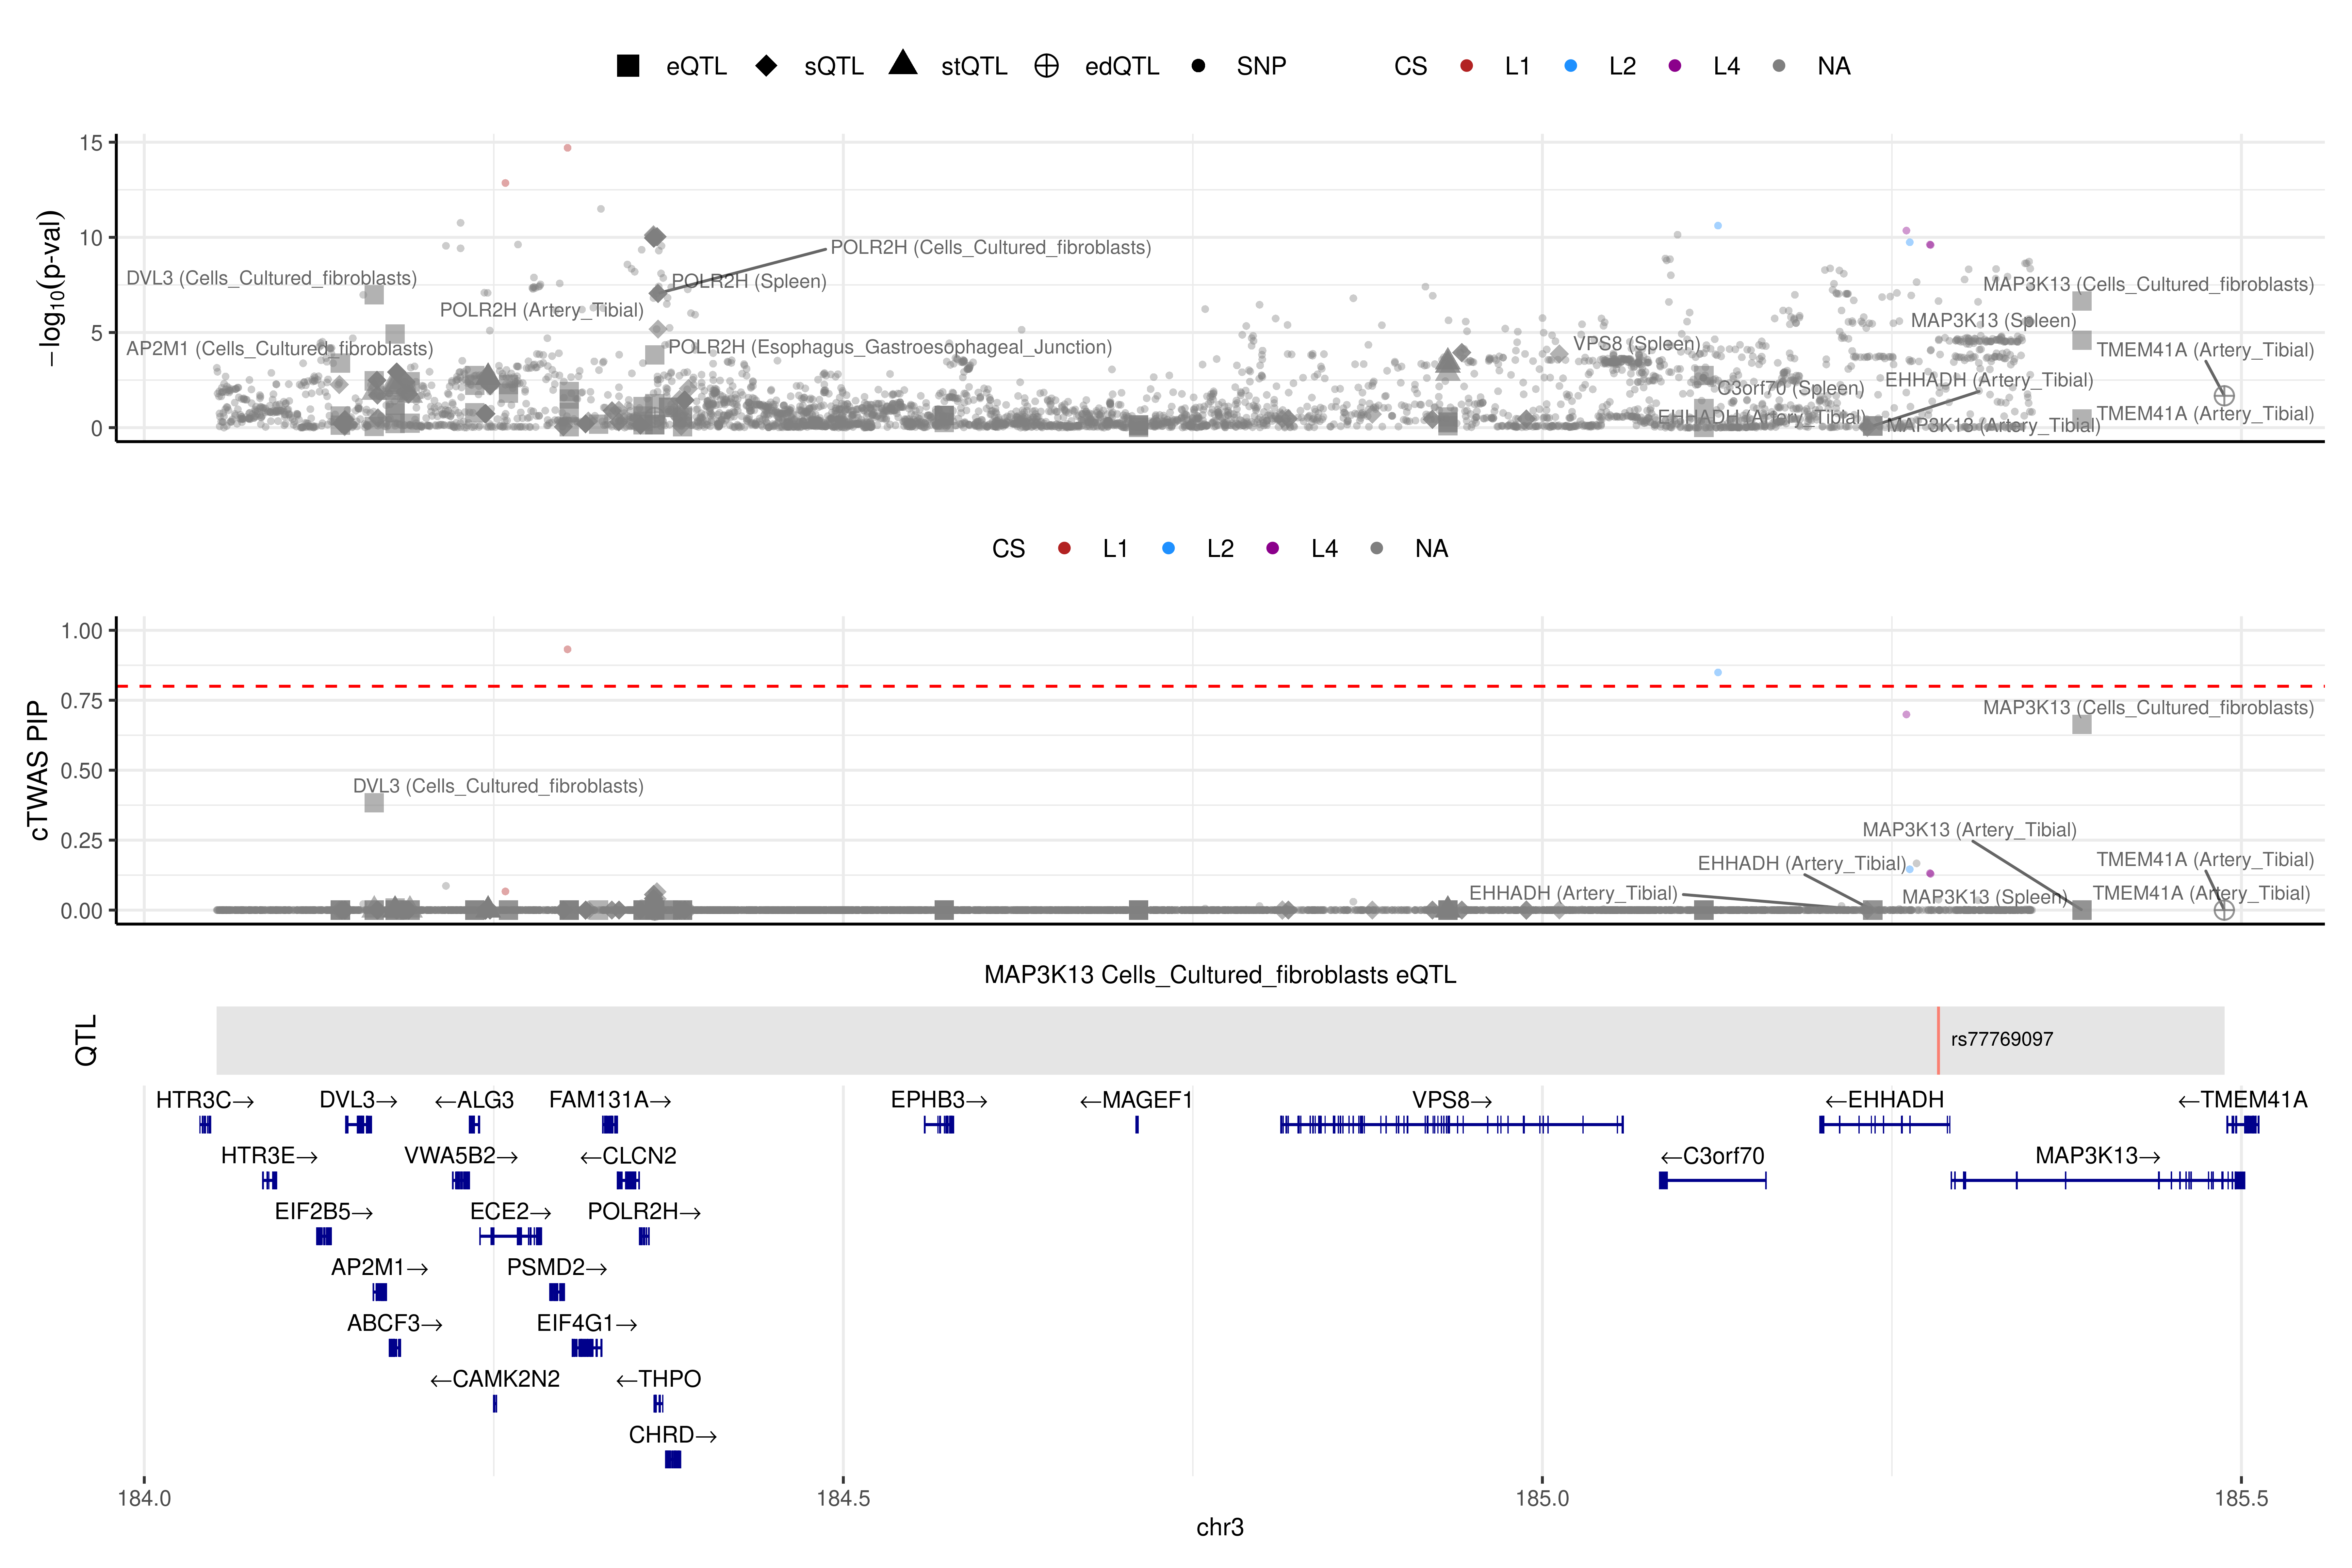 eQTL sQTL stQTL edQTL SNP CS L1 L2 L4 NA
15
10
5
0
−log10(p-val)
POLR2H (Cells_Cultured_fibroblasts)
DVL3 (Cells_Cultured_fibroblasts)
POLR2H (Spleen)
MAP3K13 (Cells_Cultured_fibroblasts)
POLR2H (Artery_Tibial)
MAP3K13 (Spleen)
AP2M1 (Cells_Cultured_fibroblasts)
POLR2H (Esophagus_Gastroesophageal_Junction)
VPS8 (Spleen)
TMEM41A (Artery_Tibial)
C3orf70 (Spleen)
EHHADH (Artery_Tibial)
EHHADH (Artery_Tibial)
TMEM41A (Artery_Tibial)
MAP3K13 (Artery_Tibial)
CS L1 L2 L4 NA
1.00
0.75
0.50
0.25
0.00
cTWAS PIP
MAP3K13 (Cells_Cultured_fibroblasts)
DVL3 (Cells_Cultured_fibroblasts)
MAP3K13 (Artery_Tibial)
EHHADH (Artery_Tibial)
TMEM41A (Artery_Tibial)
EHHADH (Artery_Tibial)
MAP3K13 (Spleen)
TMEM41A (Artery_Tibial)
MAP3K13 Cells_Cultured_fibroblasts eQTL
QTL
rs77769097
HTR3C→ DVL3→ ←ALG3 FAM131A→ EPHB3→ ←MAGEF1 VPS8→ ←EHHADH ←TMEM41A
HTR3E→ VWA5B2→ ←CLCN2 ←C3orf70 MAP3K13→
EIF2B5→ ECE2→ POLR2H→
AP2M1→ PSMD2→
ABCF3→ EIF4G1→
←CAMK2N2 ←THPO
CHRD→
184.0 184.5 185.0 185.5
chr3